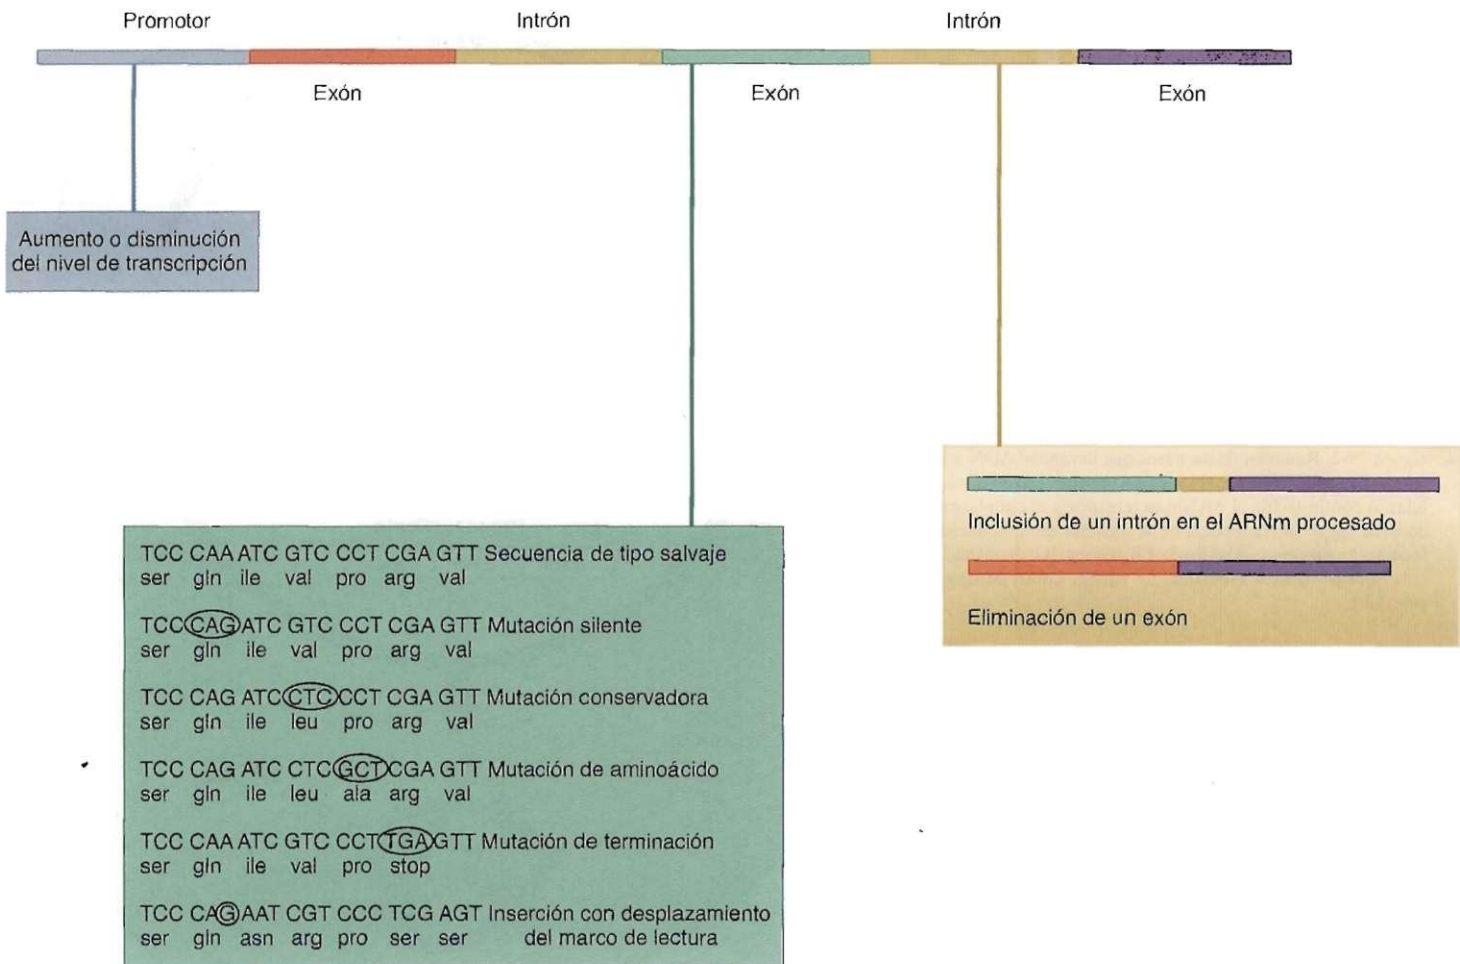 Promotor Intrón Intrón
Exón Exón Exón
Aumento o disminución
del nivel de transcripción
TCC CAA ATC GTC CCT CGA GTT Secuencia de tipo salvaje
ser gln ile val pro arg val
TCC CAG ATC GTC CCT CGA GTT Mutación silente
ser gln ile val pro arg val
TCC CAG ATC CTC CCT CGA GTT Mutación conservadora
ser gln ile leu pro arg val
TCC CAG ATC CTC GCT CGA GTT Mutación de aminoácido
ser gln ile leu ala arg val
TCC CAA ATC GTC CCT TGA GTT Mutación de terminación
ser gln ile val pro stop
TCC CAG AAT CGT CCC TCG AGT Inserción con desplazamiento
ser gln asn arg pro ser ser del marco de lectura
Inclusión de un intrón en el ARNm procesado
Eliminación de un exón